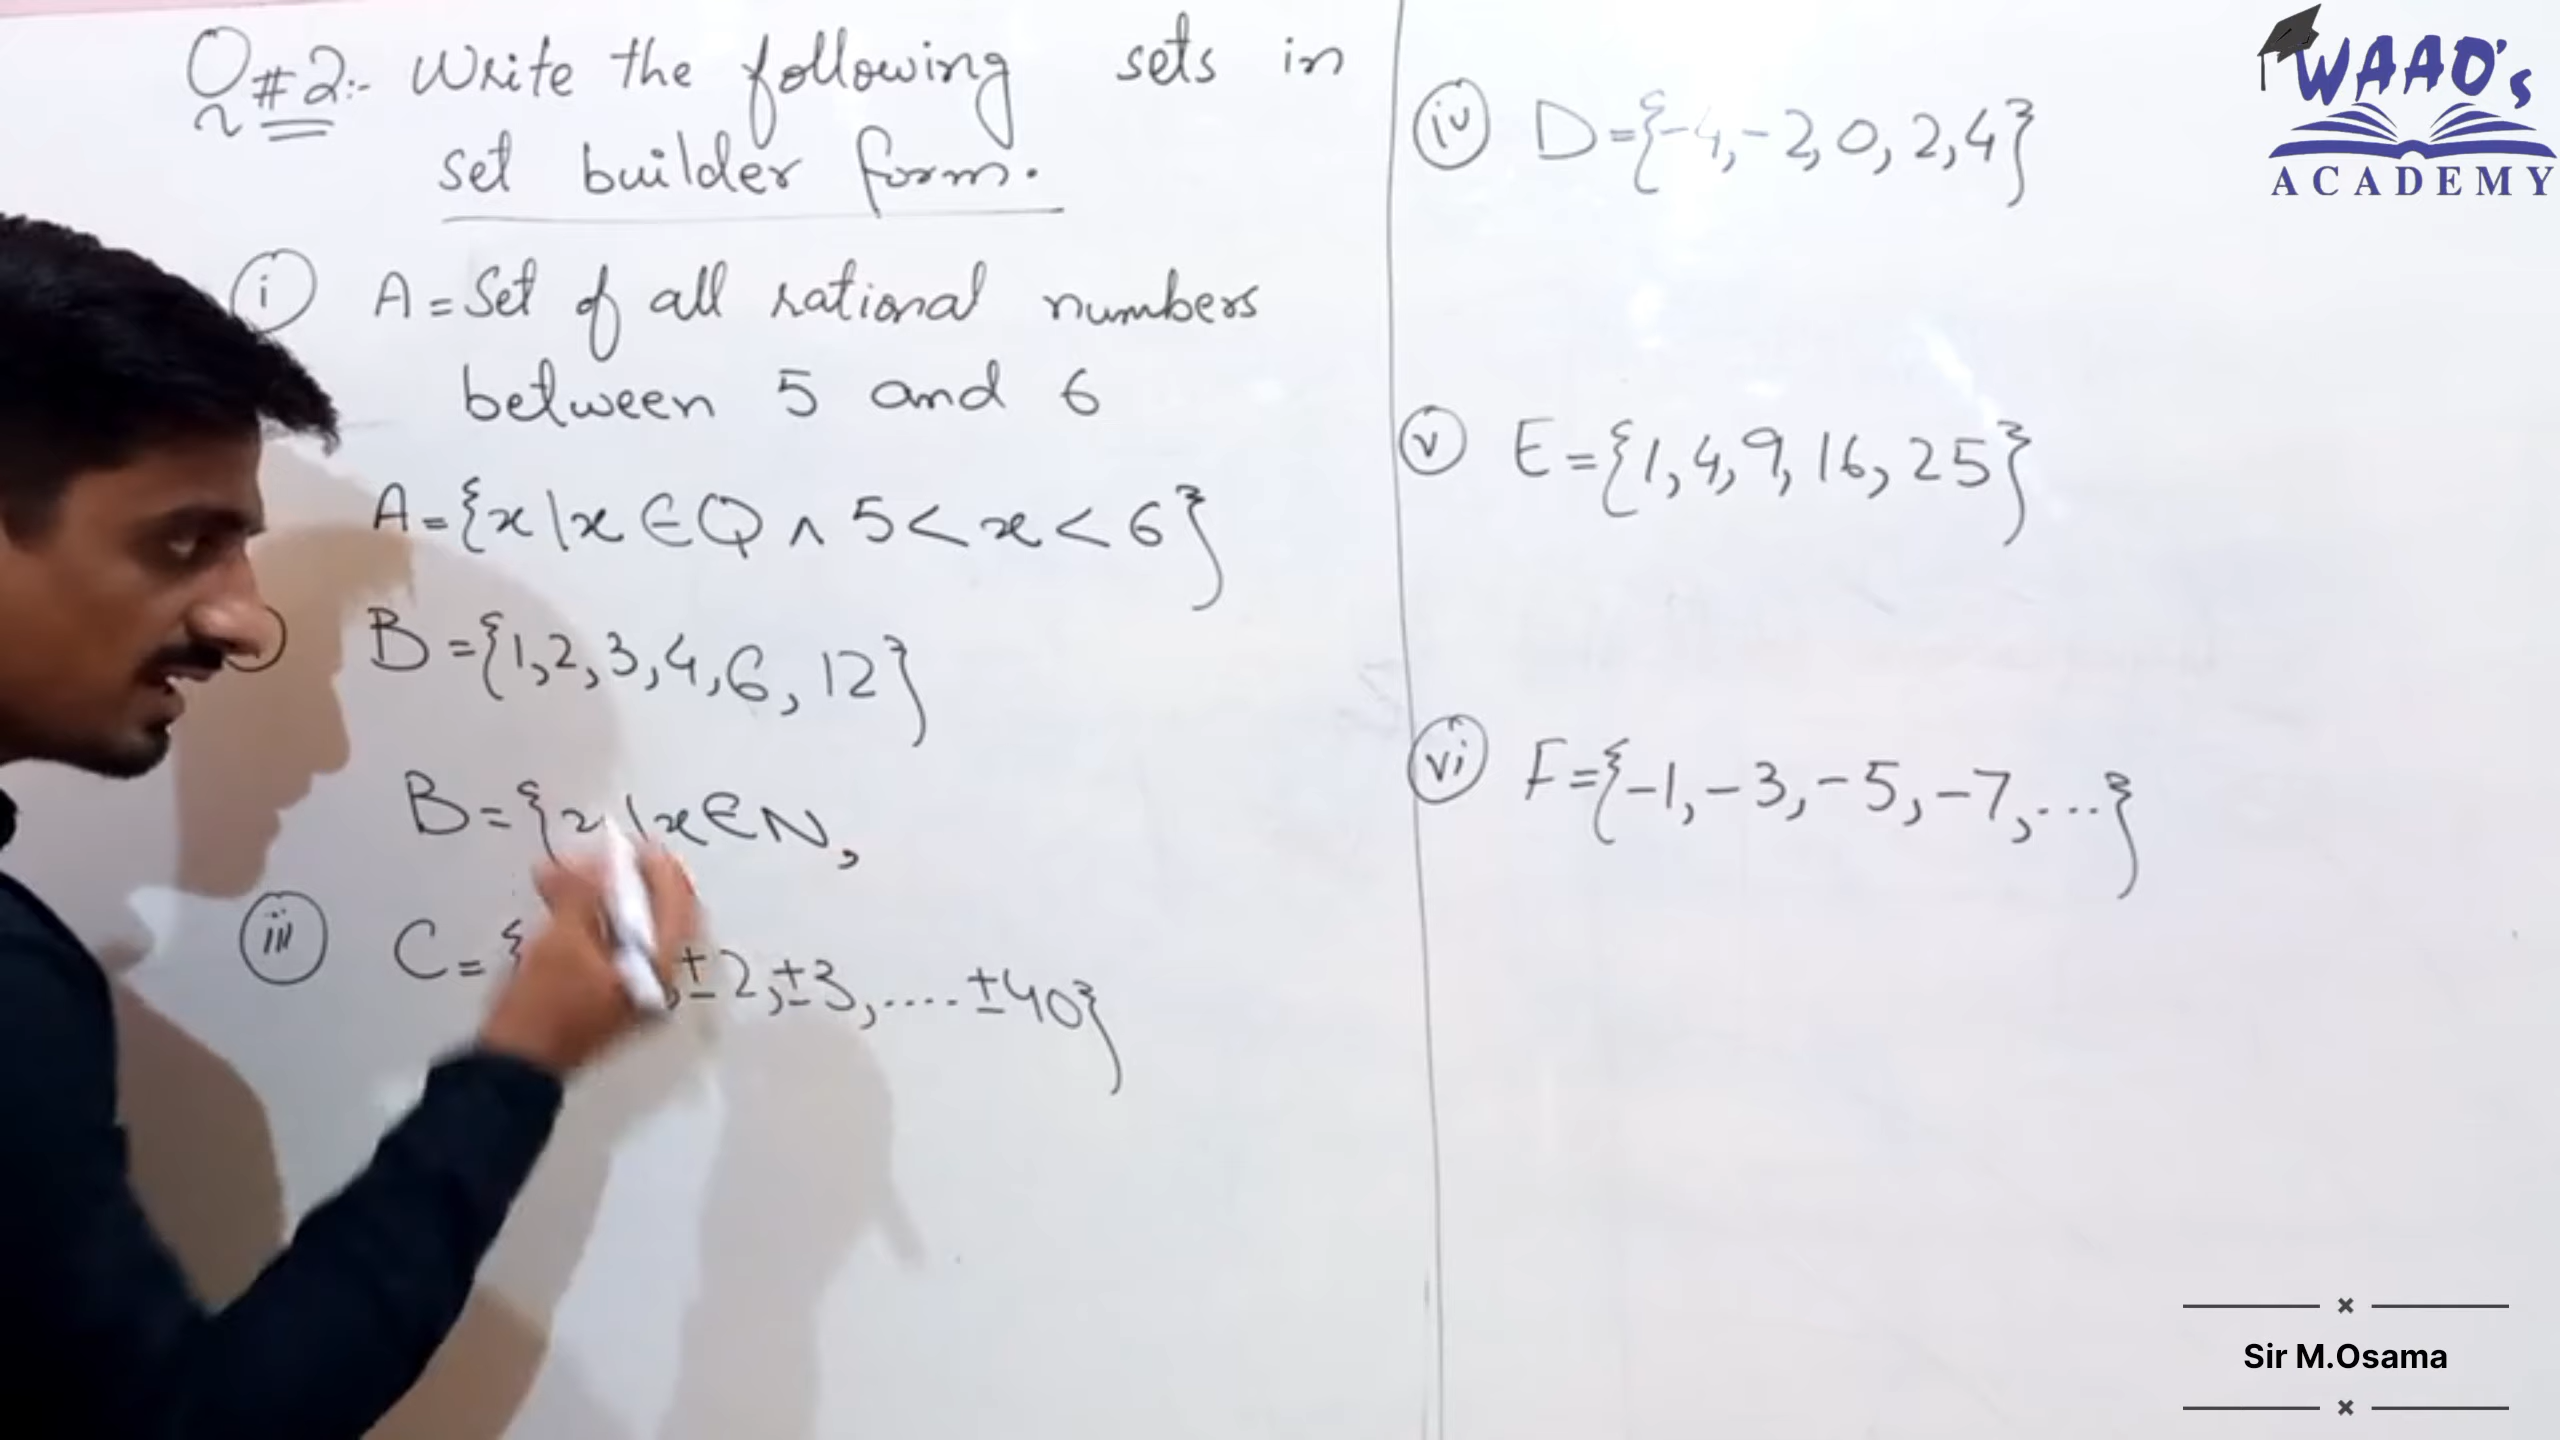 Q#2:- Write the following sets in
set builder form.
i A = Set of all rational numbers
between 5 and 6
A = {x \ x ∈ Q ∧ 5 < x < 6}
B = {1, 2, 3, 4, 6, 12}
B = { x \ x ∈ N,
iii C = { , ±2, ±3, .... ±40}
iv D = {-4, -2, 0, 2, 4}
v E = {1, 4, 9, 16, 25}
vi F = {-1, -3, -5, -7, ...}
WAAO's
ACADEMY
Sir M.Osama